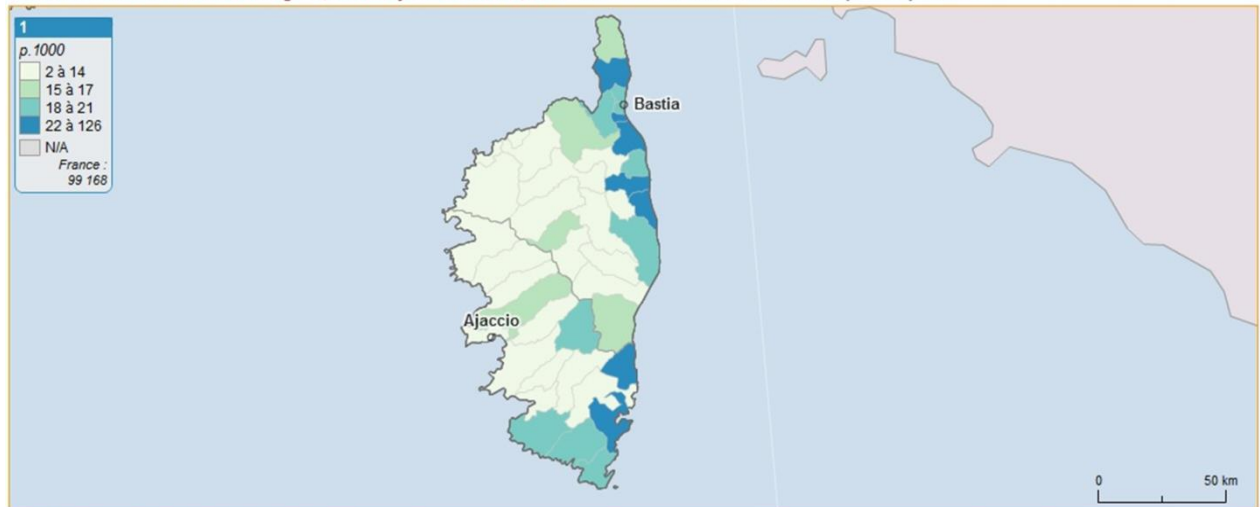 1
p.1000
2 à 14
15 à 17
18 à 21
22 à 126
N/A
France :
99 168
Bastia
Ajaccio
0 50 km